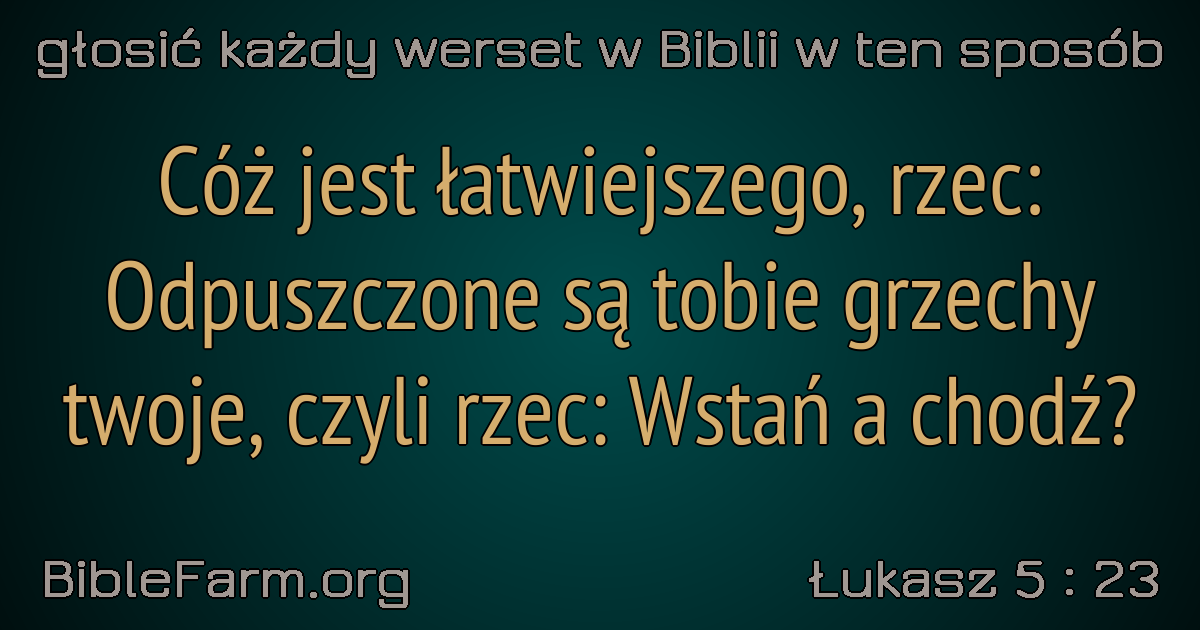 głosić każdy werset w Biblii w ten sposób
Cóż jest łatwiejszego, rzec:
Odpuszczone są tobie grzechy
twoje, czyli rzec: Wstań a chodź?
BibleFarm.org
Łukasz 5 : 23